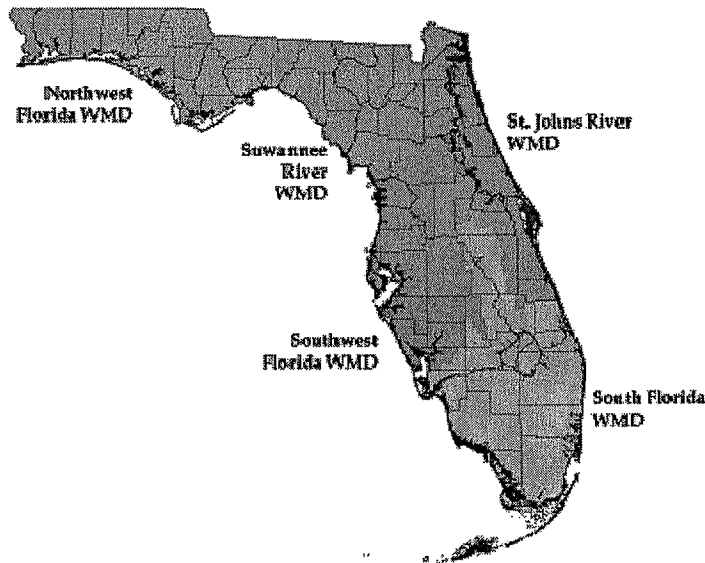 Northwest
Florida WMD
St. Johns River
WMD
Suwannee
River
WMD
Southwest
Florida WMD
South Florida
WMD